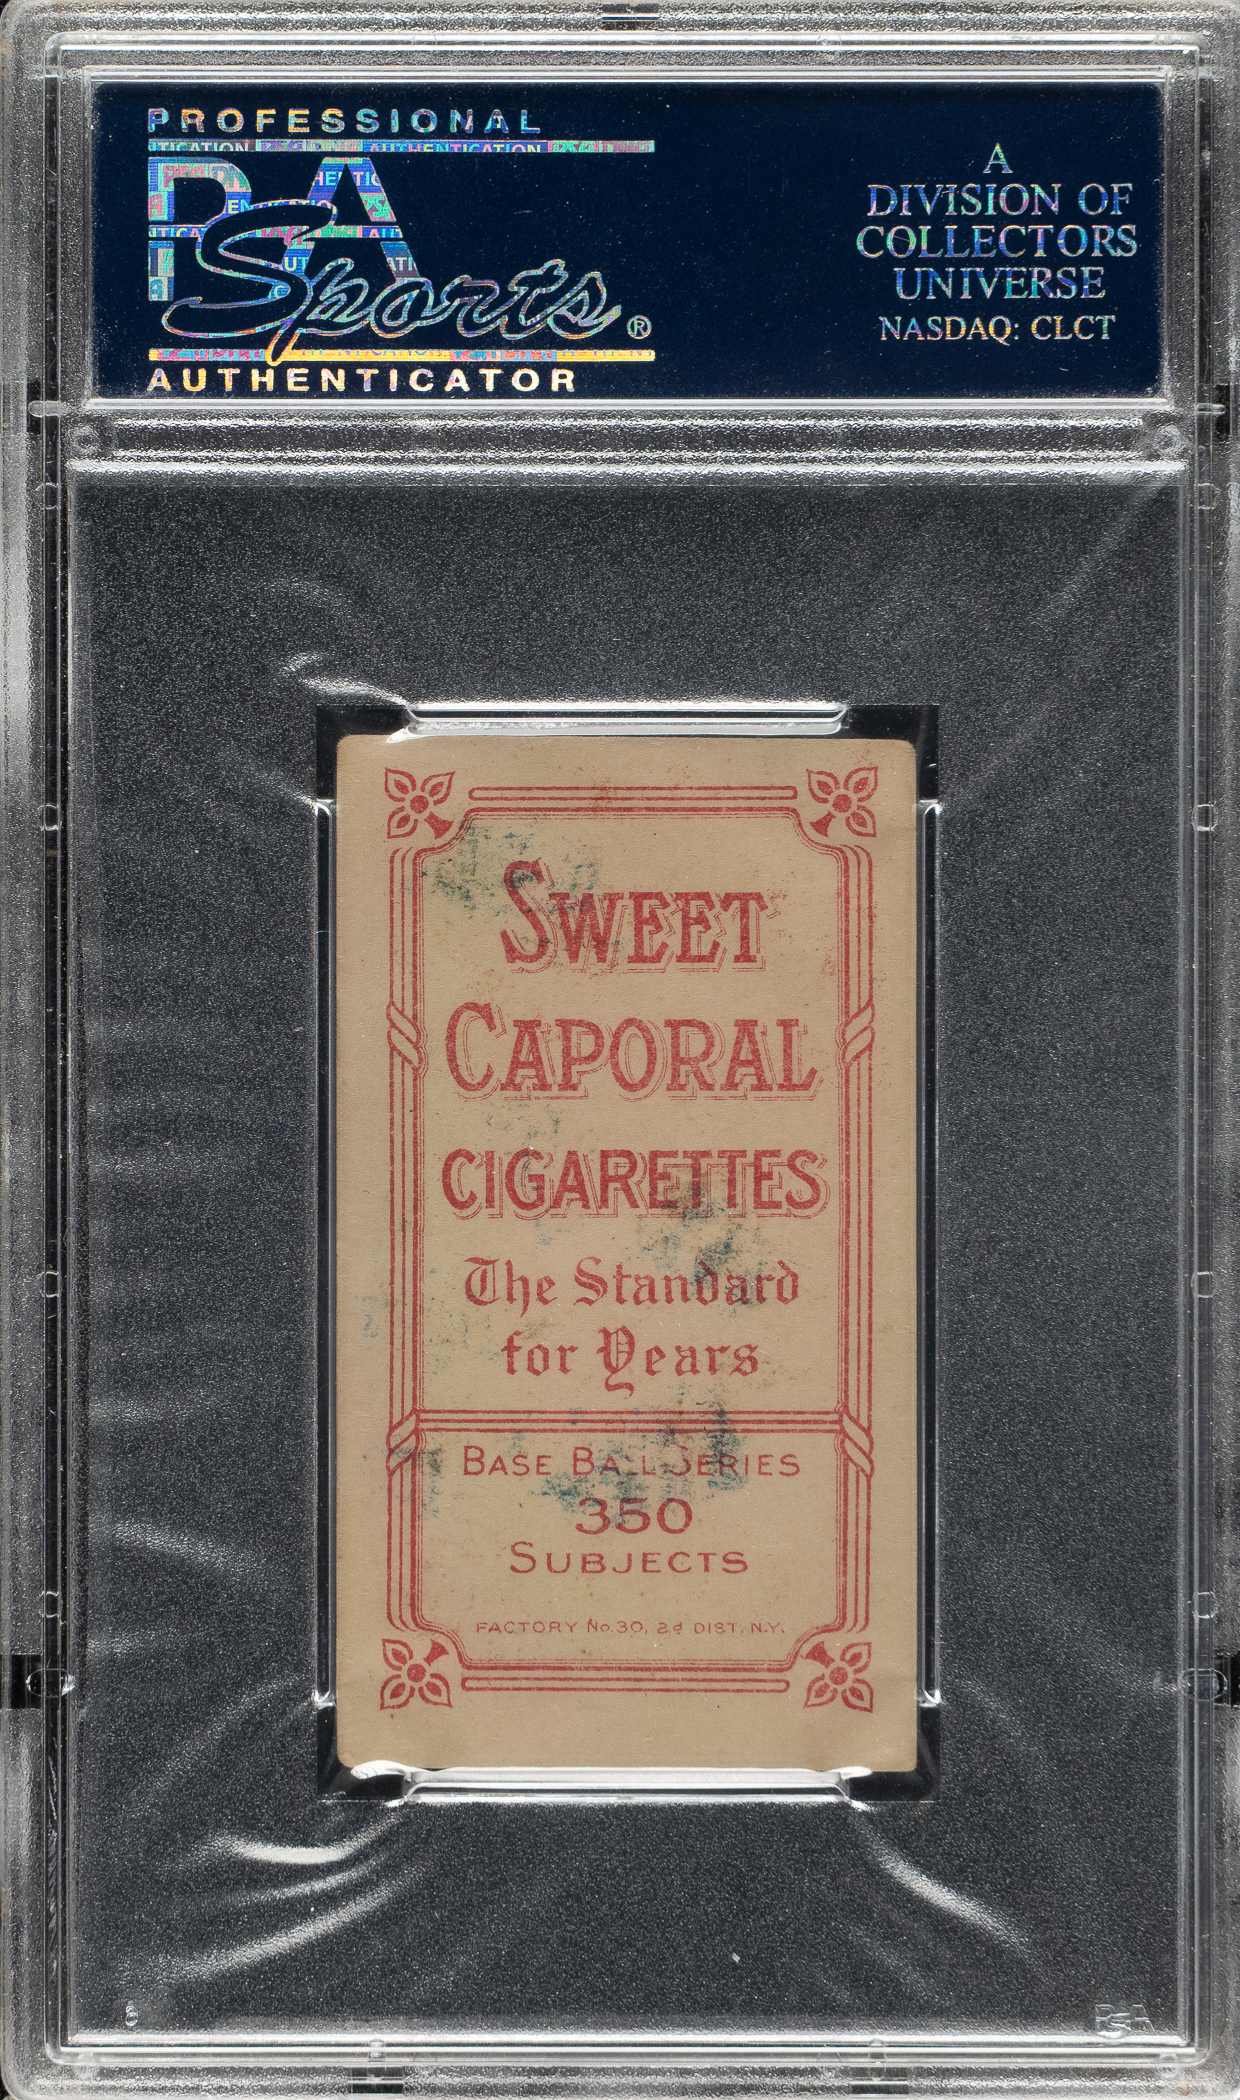 PROFESSIONAL
PSA
Sports®
AUTHENTICATOR
A
DIVISION OF
COLLECTORS
UNIVERSE
NASDAQ: CLCT
SWEET
CAPORAL
CIGARETTES
The Standard
for Years
BASE BALL SERIES
350
SUBJECTS
FACTORY No. 30, 2d DIST. N.Y.
PSA